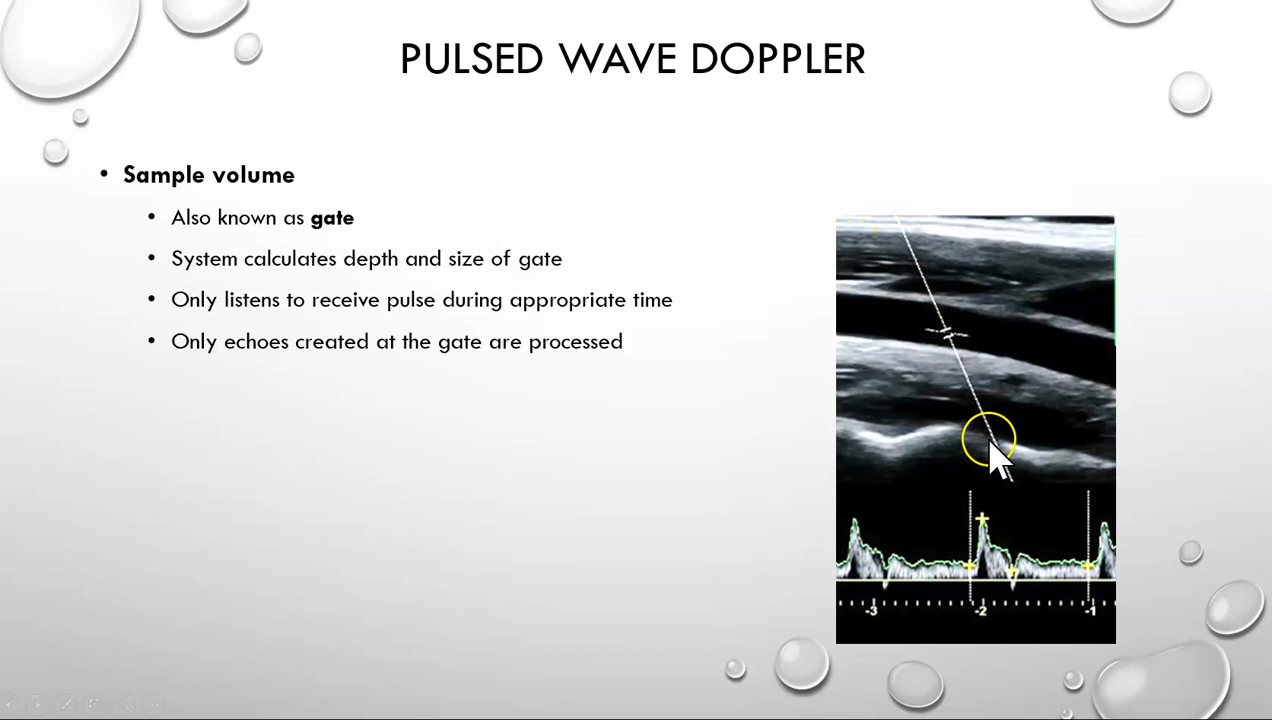 PULSED WAVE DOPPLER
• Sample volume
• Also known as gate
• System calculates depth and size of gate
• Only listens to receive pulse during appropriate time
• Only echoes created at the gate are processed
-3 -2 -1